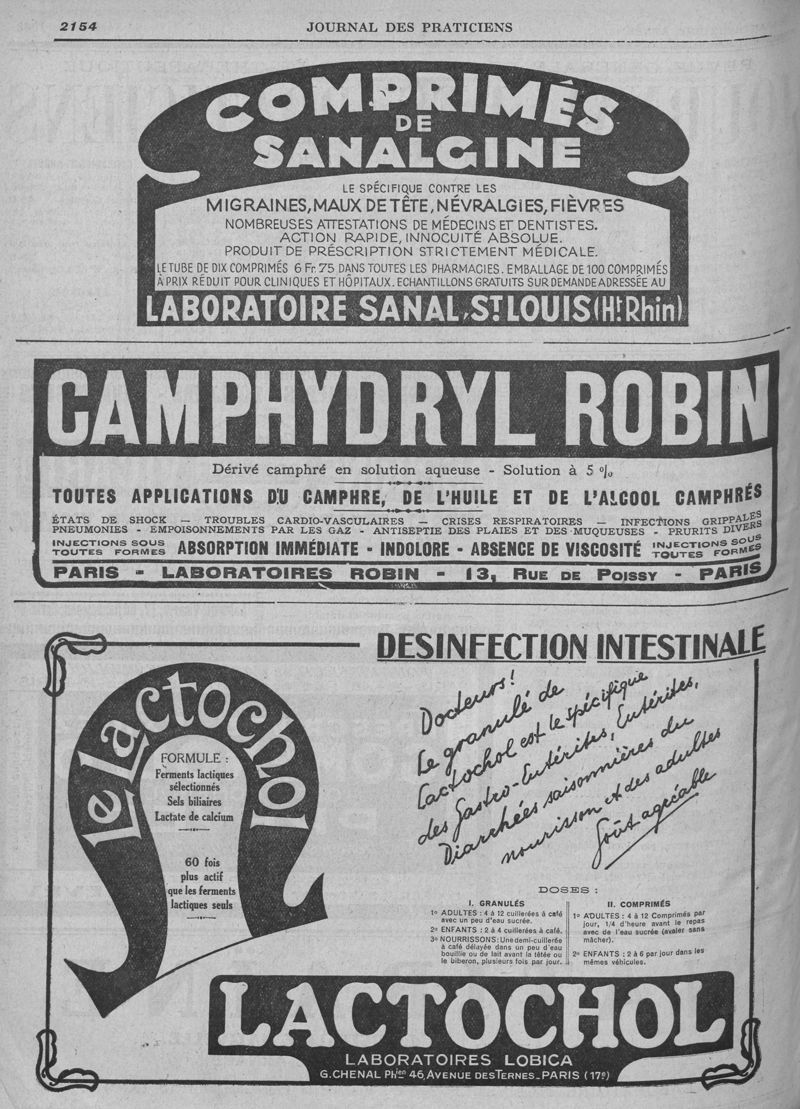 2154
JOURNAL DES PRATICIENS
COMPRIMÉS
DE
SANALGINE
LE SPÉCIFIQUE CONTRE LES
MIGRAINES, MAUX DE TÊTE, NÉVRALGIES, FIÈVRES
NOMBREUSES ATTESTATIONS DE MÉDECINS ET DENTISTES.
ACTION RAPIDE, INNOCUITÉ ABSOLUE.
PRODUIT DE PRÉSCRIPTION STRICTEMENT MÉDICALE.
LE TUBE DE DIX COMPRIMÉS 6 Fr 75 DANS TOUTES LES PHARMACIES. EMBALLAGE DE 100 COMPRIMÉS
À PRIX RÉDUIT POUR CLINIQUES ET HÔPITAUX. ECHANTILLONS GRATUITS SUR DEMANDE ADRESSÉE AU
LABORATOIRE SANAL, St LOUIS (Ht Rhin)
CAMPHYDRYL ROBIN
Dérivé camphré en solution aqueuse - Solution à 5 %
TOUTES APPLICATIONS DU CAMPHRE, DE L'HUILE ET DE L'ALCOOL CAMPHRÉS
ÉTATS DE SHOCK — TROUBLES CARDIO-VASCULAIRES — CRISES RESPIRATOIRES — INFECTIONS GRIPPALES
PNEUMONIES - EMPOISONNEMENTS PAR LES GAZ - ANTISEPTIE DES PLAIES ET DES MUQUEUSES - PRURITS DIVERS
INJECTIONS SOUS
TOUTES FORMES
ABSORPTION IMMÉDIATE - INDOLORE - ABSENCE DE VISCOSITÉ
INJECTIONS SOUS
TOUTES FORMES
PARIS - LABORATOIRES ROBIN - 13, RUE DE POISSY - PARIS
DESINFECTION INTESTINALE
Le Lactochol
FORMULE :
Ferments lactiques
sélectionnés
Sels biliaires
Lactate de calcium
60 fois
plus actif
que les ferments
lactiques seuls
Docteurs!
Le granulé de
Lactochol est le spécifique
des Gastro-Entérites, Entérites,
Diarrhées saisonnières du
nourrisson et des adultes
Goût agréable
DOSES :
I. GRANULÉS
1º ADULTES : 4 à 12 cuillerées à café
avec un peu d'eau sucrée.
2º ENFANTS : 2 à 4 cuillerées à café.
3º NOURRISSONS: Une demi-cuillerée
à café délayée dans un peu d'eau
bouillie ou de lait avant la tétée ou
le biberon, plusieurs fois par jour.
II. COMPRIMÉS
1º ADULTES : 4 à 12 Comprimés par
jour, 1/4 d'heure avant le repas
avec de l'eau sucrée (avaler sans
mâcher).
2º ENFANTS : 2 à 6 par jour dans les
mêmes véhicules.
LACTOCHOL
LABORATOIRES LOBICA
G. CHENAL Phien 46, AVENUE DES TERNES - PARIS (17e)